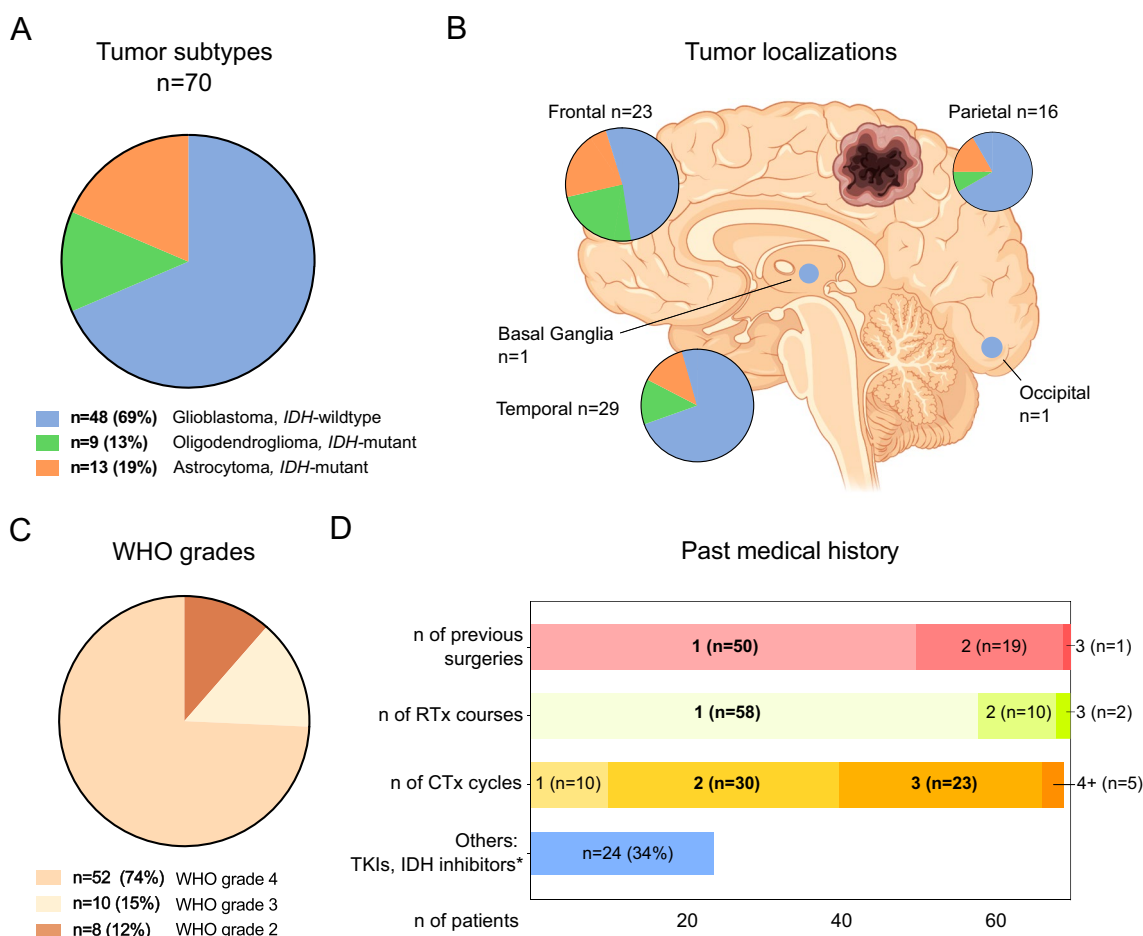 A
Tumor subtypes
n=70
n=48 (69%) Glioblastoma, IDH-wildtype
n=9 (13%) Oligodendroglioma, IDH-mutant
n=13 (19%) Astrocytoma, IDH-mutant
B
Tumor localizations
Frontal n=23
Parietal n=16
Basal Ganglia
n=1
Temporal n=29
Occipital
n=1
C
WHO grades
n=52 (74%) WHO grade 4
n=10 (15%) WHO grade 3
n=8 (12%) WHO grade 2
D
Past medical history
n of previous
surgeries
1 (n=50) 2 (n=19) 3 (n=1)
n of RTx courses 1 (n=58) 2 (n=10) 3 (n=2)
n of CTx cycles 1 (n=10) 2 (n=30) 3 (n=23) 4+ (n=5)
Others:
TKIs, IDH inhibitors*
n=24 (34%)
n of patients 20 40 60